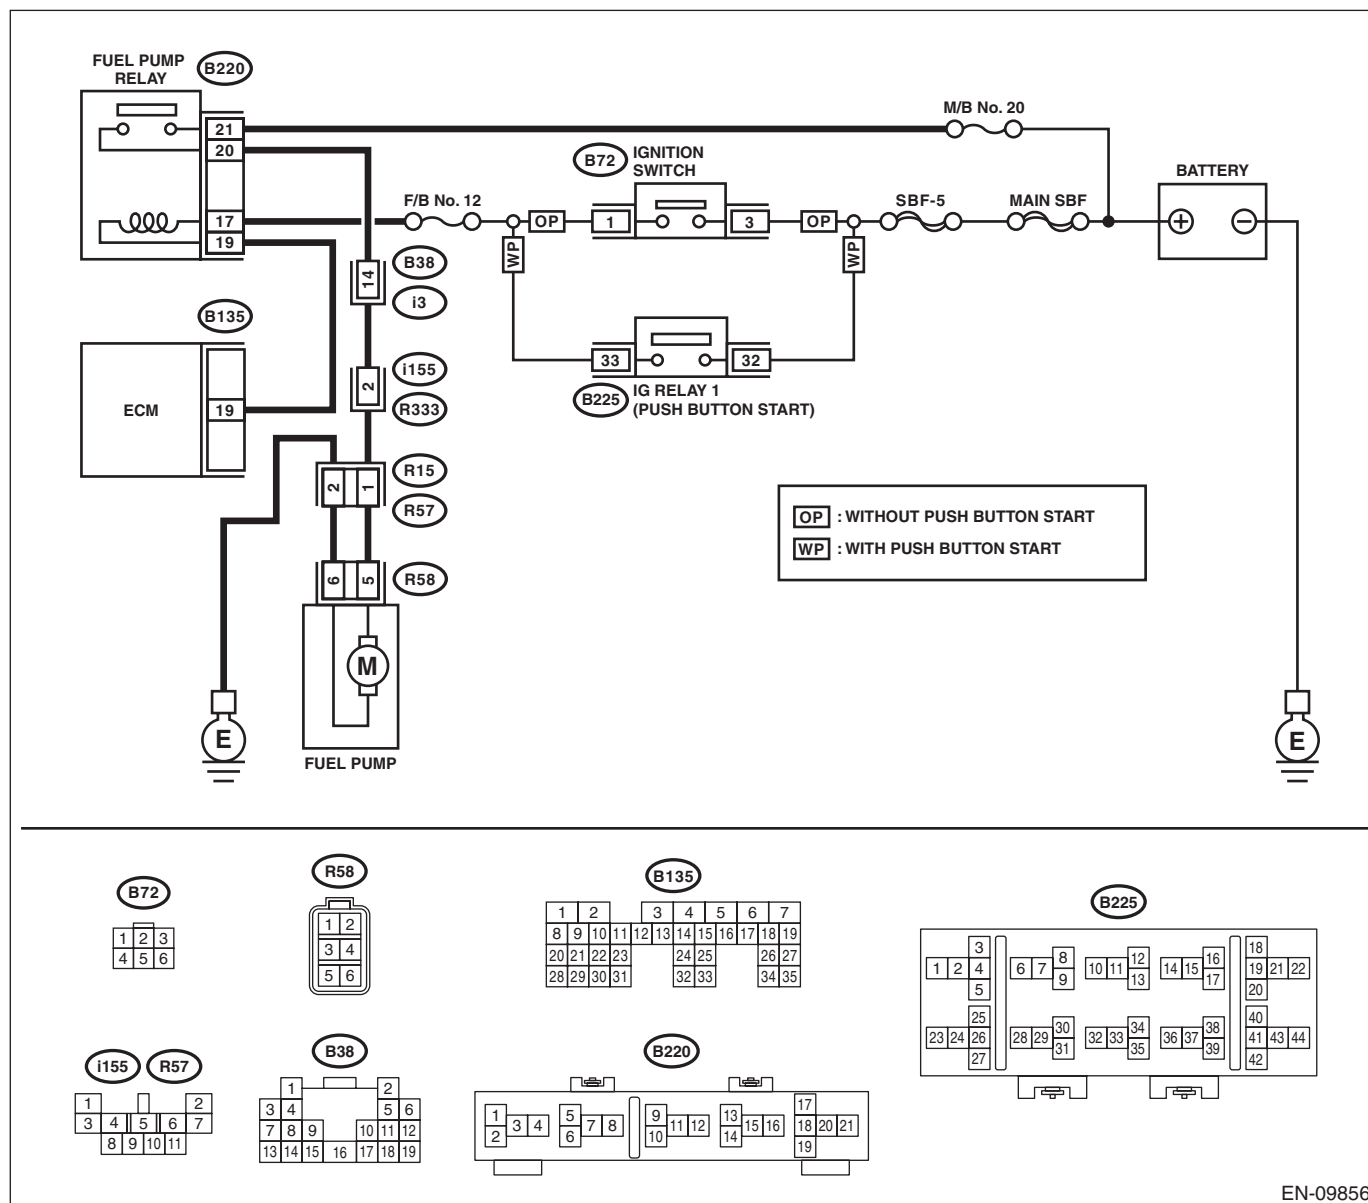 FUEL PUMP
RELAY
B220
21
20
17
19
M/B No. 20
B72
IGNITION
SWITCH
BATTERY
F/B No. 12
OP
1
3
OP
SBF-5
MAIN SBF
+
−
WP
WP
14
B38
i3
B135
33
32
B225
IG RELAY 1
(PUSH BUTTON START)
ECM
19
2
i155
R333
2
1
R15
R57
OP : WITHOUT PUSH BUTTON START
WP : WITH PUSH BUTTON START
6
5
R58
M
E
E
FUEL PUMP
B72
1 2 3
4 5 6
R58
1 2
3 4
5 6
B135
1 2 3 4 5 6 7
8 9 10 11 12 13 14 15 16 17 18 19
20 21 22 23 24 25 26 27
28 29 30 31 32 33 34 35
B225
3 8 12 16 18
1 2 4 6 7 9 10 11 13 14 15 17 19 21 22
5 20
25 30 34 38 40
23 24 26 28 29 31 32 33 35 36 37 39 41 43 44
27 42
i155 R57
1 2
3 4 5 6 7
8 9 10 11
B38
1 2
3 4 5 6
7 8 9 10 11 12
13 14 15 16 17 18 19
B220
1 5 9 13 17
2 3 4 6 7 8 10 11 12 14 15 16 18 20 21
19
EN-09856